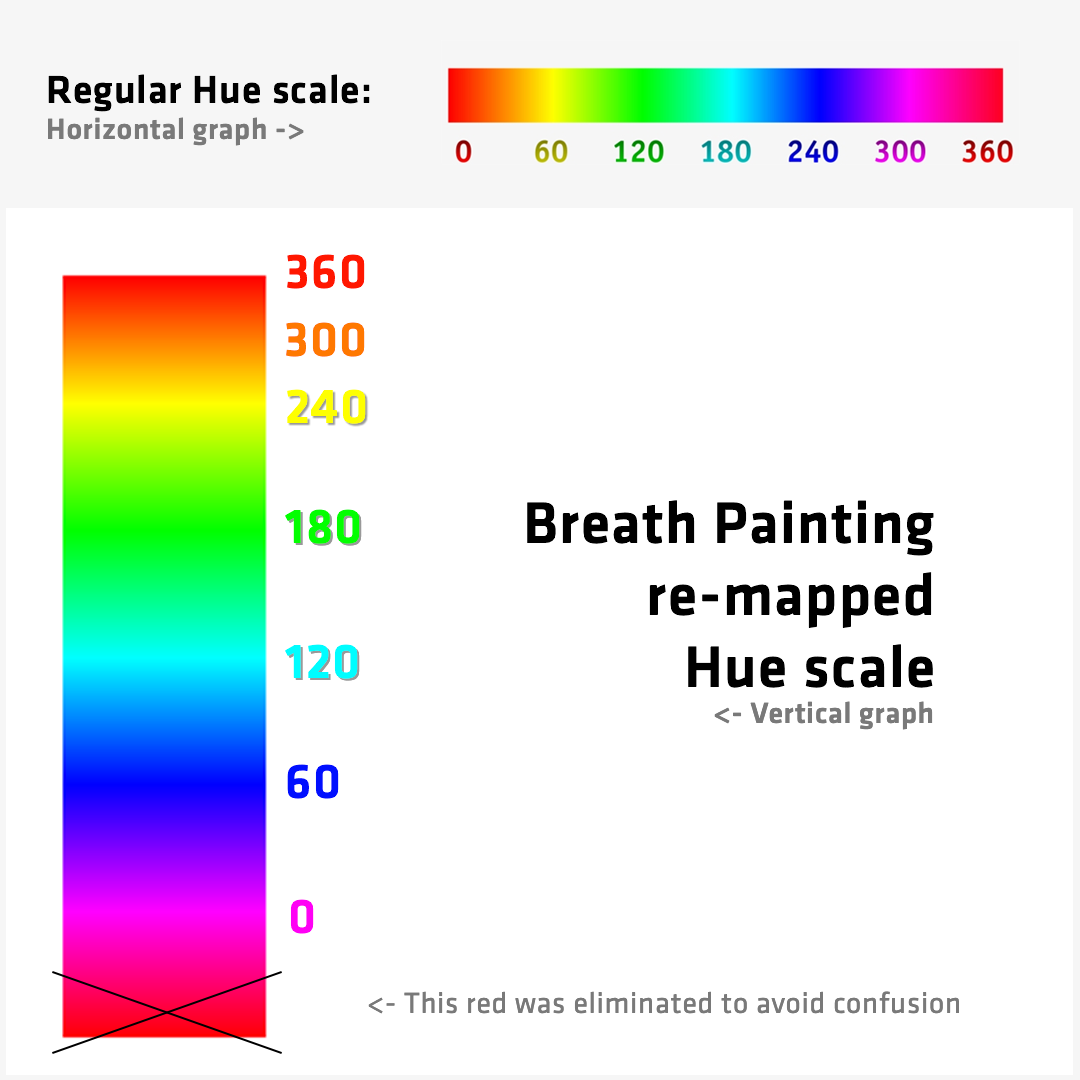 Regular Hue scale:
Horizontal graph ->
0 60 120 180 240 300 360
360
300
240
180
120
60
0
Breath Painting
re-mapped
Hue scale
<- Vertical graph
<- This red was eliminated to avoid confusion